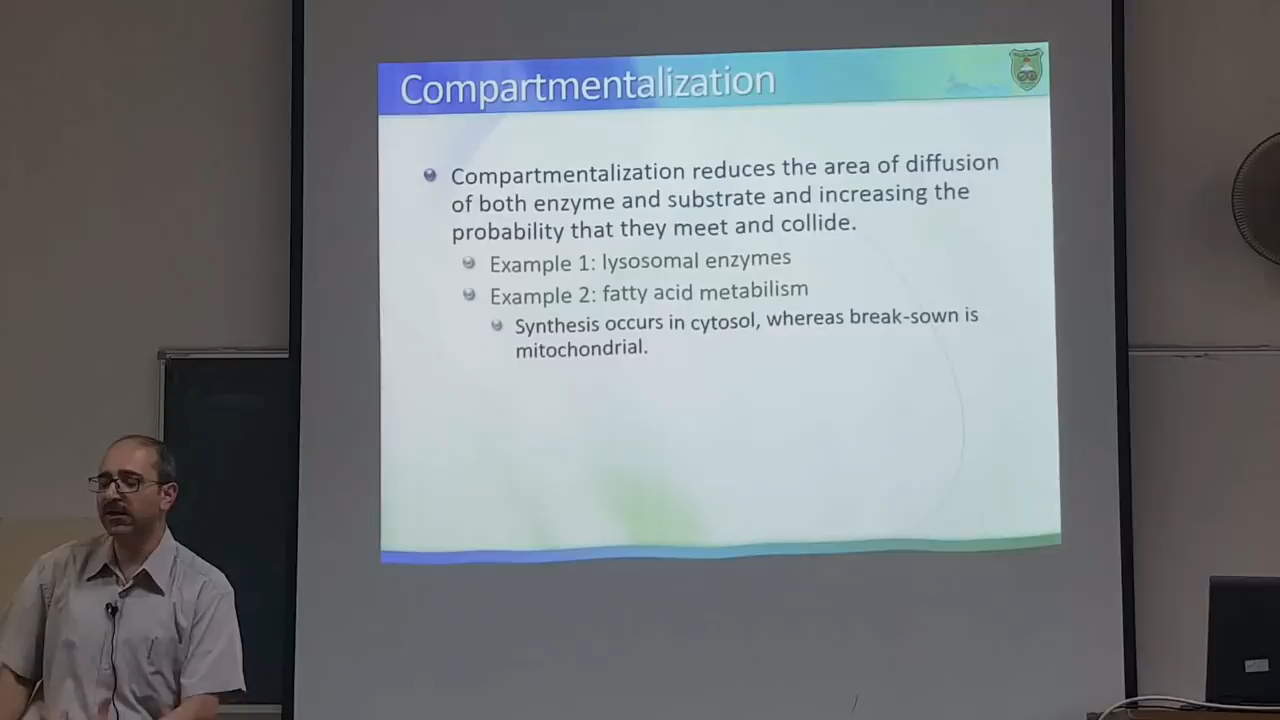 Compartmentalization
Compartmentalization reduces the area of diffusion
of both enzyme and substrate and increasing the
probability that they meet and collide.
Example 1: lysosomal enzymes
Example 2: fatty acid metabilism
Synthesis occurs in cytosol, whereas break-sown is
mitochondrial.